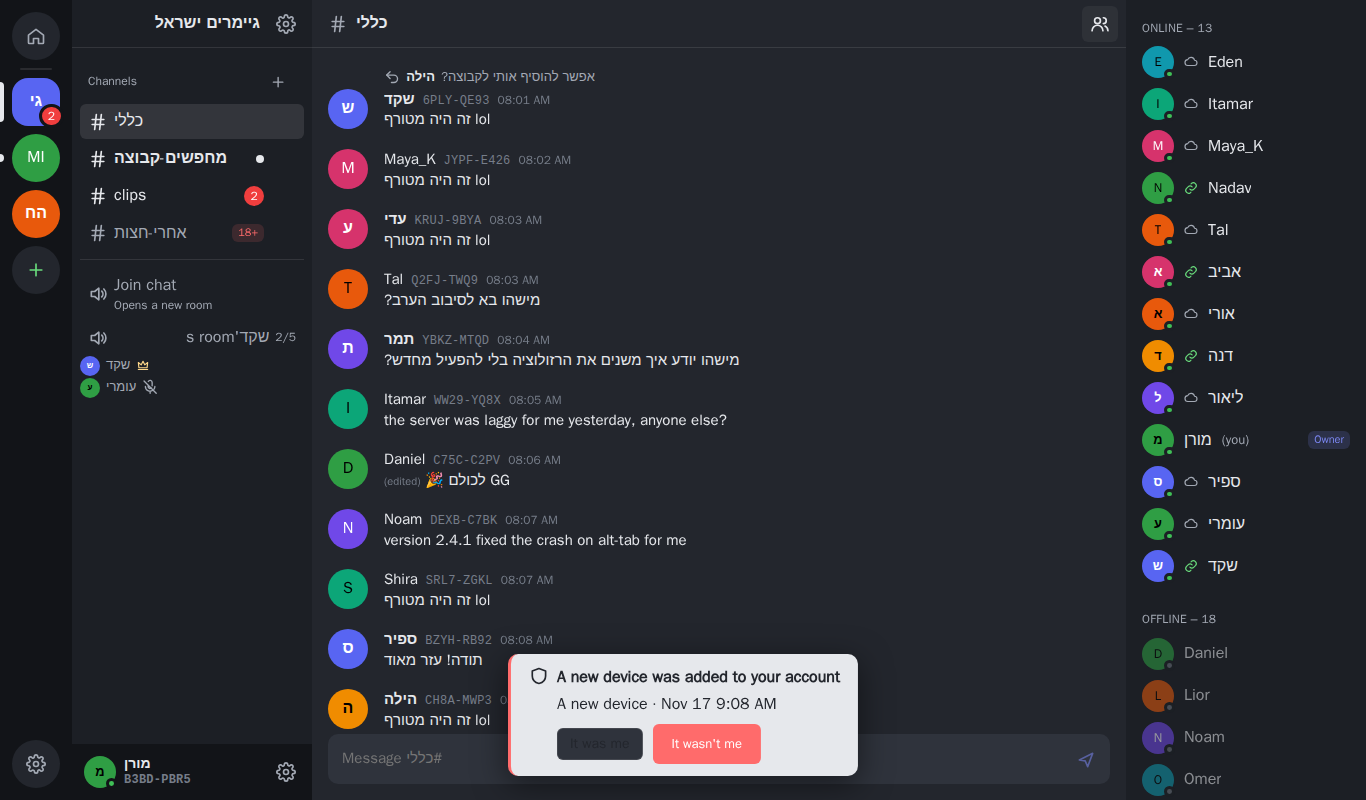 גי
2
MI
הח
גיימרים ישראל
Channels
כללי
מחפשים-קבוצה
clips
2
אחרי-חצות
18+
Join chat
Opens a new room
שקד's room 2/5
ש שקד
ע עומרי
מ מורן
B3BD-PBR5
# כללי
הילה אפשר להוסיף אותי לקבוצה?
ש שקד 6PLY-QE93 08:01 AM
זה היה מטורף lol
M Maya_K JYPF-E426 08:02 AM
זה היה מטורף lol
ע עדי KRUJ-9BYA 08:03 AM
זה היה מטורף lol
T Tal Q2FJ-TWQ9 08:03 AM
מישהו בא לסיבוב הערב?
ת תמר YBKZ-MTQD 08:04 AM
מישהו יודע איך משנים את הרזולוציה בלי להפעיל מחדש?
I Itamar WW29-YQ8X 08:05 AM
the server was laggy for me yesterday, anyone else?
D Daniel C75C-C2PV 08:06 AM
GG לכולם 🎉 (edited)
N Noam DEXB-C7BK 08:07 AM
version 2.4.1 fixed the crash on alt-tab for me
S Shira SRL7-ZGKL 08:07 AM
זה היה מטורף lol
ס ספיר BZYH-RB92 08:08 AM
תודה! עזר מאוד
ה הילה CH8A-MWP3
זה היה מטורף lol
Message #כללי
A new device was added to your account
A new device · Nov 17 9:08 AM
It was me
It wasn't me
ONLINE — 13
E Eden
I Itamar
M Maya_K
N Nadav
T Tal
א אביב
א אורי
ד דנה
ל ליאור
מ מורן (you) Owner
ס ספיר
ע עומרי
ש שקד
OFFLINE — 18
D Daniel
L Lior
N Noam
O Omer